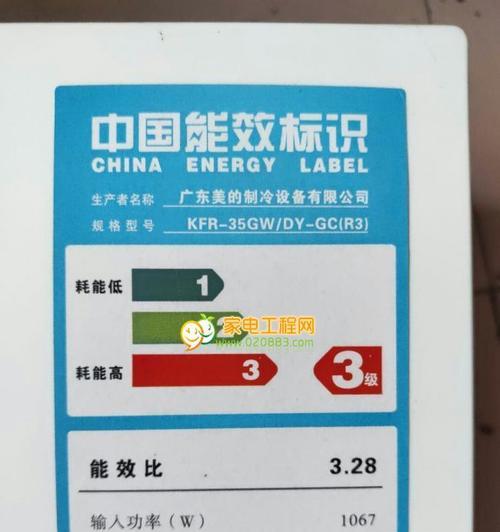 中国能效标识
CHINA ENERGY LABEL
生产者名称 广东美的制冷设备有限公司
规格型号 KFR-35GW/DY-GC(R3)
耗能低 1
2
家电工程网
www.020883.com
耗能高 3 3级
能效比 3.28
输入功率(W) 1067